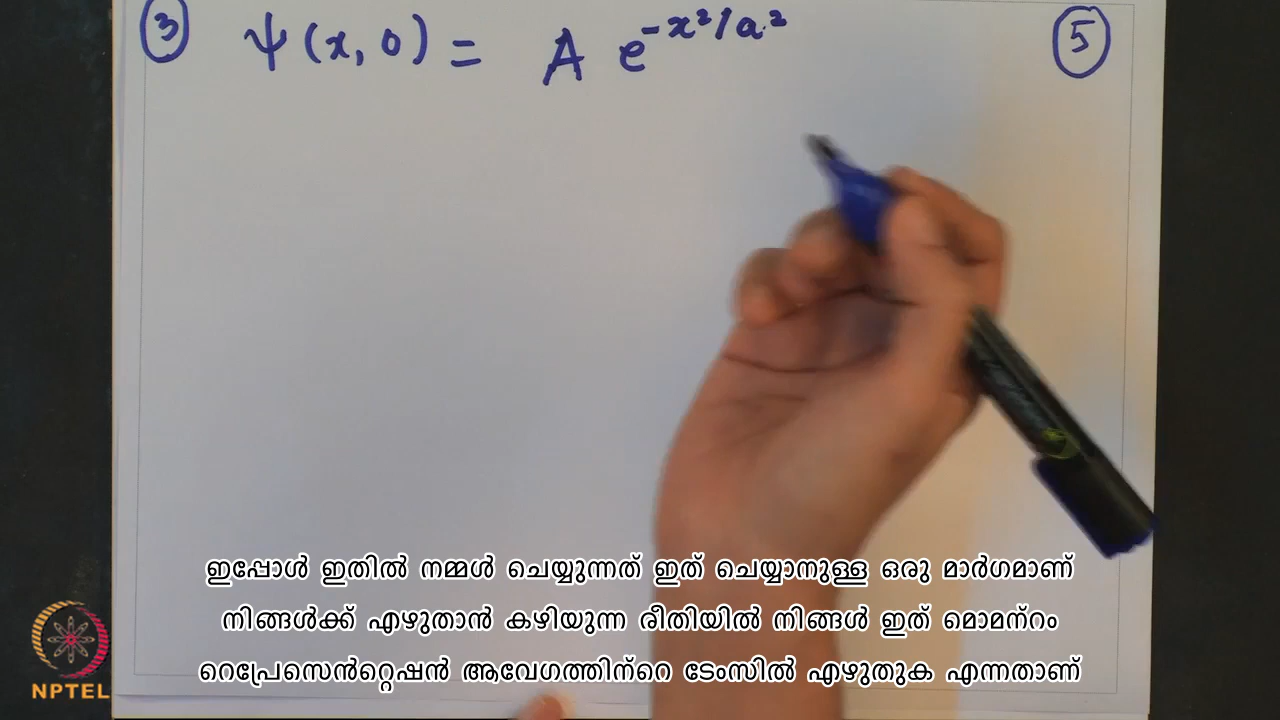 ③ ψ(x, 0) = A e^{-x²/a²} ⑤
ഇപ്പോൾ ഇതിൽ നമ്മൾ ചെയ്യുന്നത് ഇത് ചെയ്യാനുള്ള ഒരു മാർഗമാണ്
നിങ്ങൾക്ക് എഴുതാൻ കഴിയുന്ന രീതിയിൽ നിങ്ങൾ ഇത് മൊമന്റം
റെപ്രേസെൻറ്റെഷൻ ആവേഗത്തിന്റെ ടേംസിൽ എഴുതുക എന്നതാണ്
NPTEL